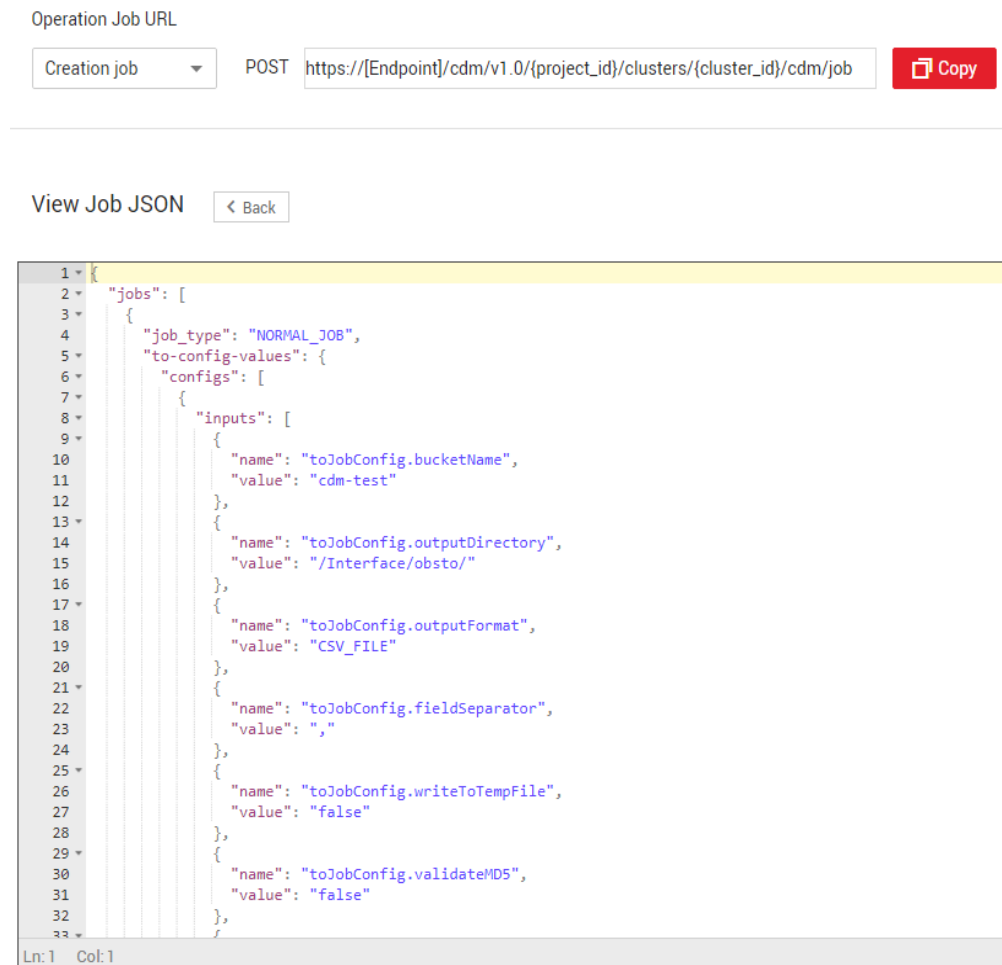 Operation Job URL
Creation job POST https://[Endpoint]/cdm/v1.0/{project_id}/clusters/{cluster_id}/cdm/job Copy
View Job JSON < Back
1 {
2 "jobs": [
3 {
4 "job_type": "NORMAL_JOB",
5 "to-config-values": {
6 "configs": [
7 {
8 "inputs": [
9 {
10 "name": "toJobConfig.bucketName",
11 "value": "cdm-test"
12 },
13 {
14 "name": "toJobConfig.outputDirectory",
15 "value": "/Interface/obsto/"
16 },
17 {
18 "name": "toJobConfig.outputFormat",
19 "value": "CSV_FILE"
20 },
21 {
22 "name": "toJobConfig.fieldSeparator",
23 "value": ","
24 },
25 {
26 "name": "toJobConfig.writeToTempFile",
27 "value": "false"
28 },
29 {
30 "name": "toJobConfig.validateMD5",
31 "value": "false"
32 },
33 {
Ln: 1 Col: 1